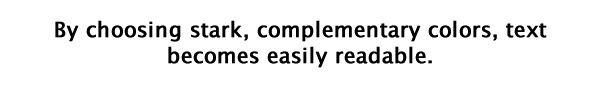 By choosing stark, complementary colors, text
becomes easily readable.